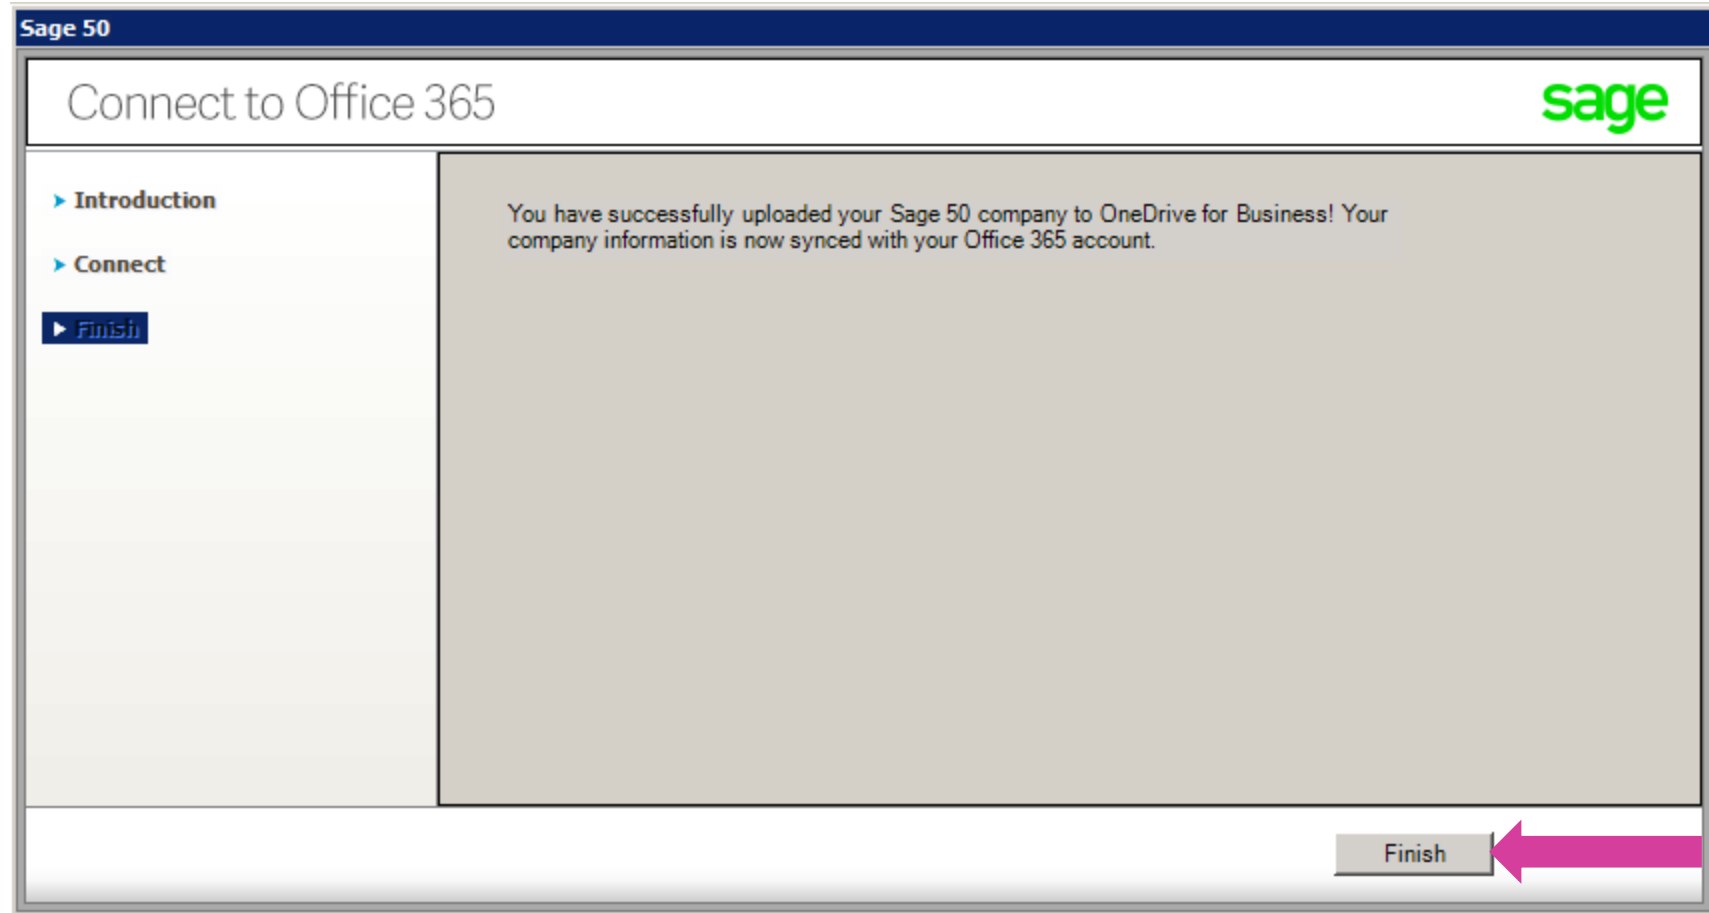 Sage 50
Connect to Office 365
sage
Introduction
Connect
Finish
You have successfully uploaded your Sage 50 company to OneDrive for Business! Your
company information is now synced with your Office 365 account.
Finish